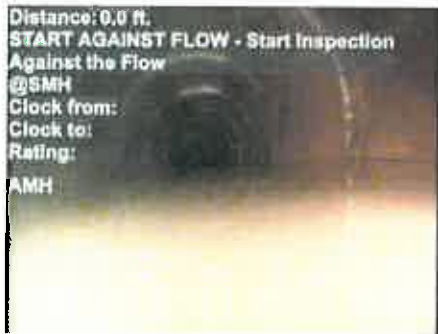 Distance: 0.0 ft.
START AGAINST FLOW - Start Inspection
Against the Flow
@SMH
Clock from:
Clock to:
Rating:
AMH